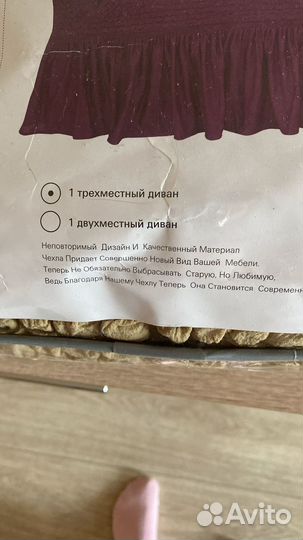 1 трехместный диван
1 двухместный диван
Неповторимый Дизайн И Качественный Материал
Чехла Придает Совершенно Новый Вид Вашей Мебели.
Теперь Не Обязательно Выбрасывать Старую, Но Любимую,
Ведь Благодаря Нашему Чехлу Теперь Она Становится Современн
Avito